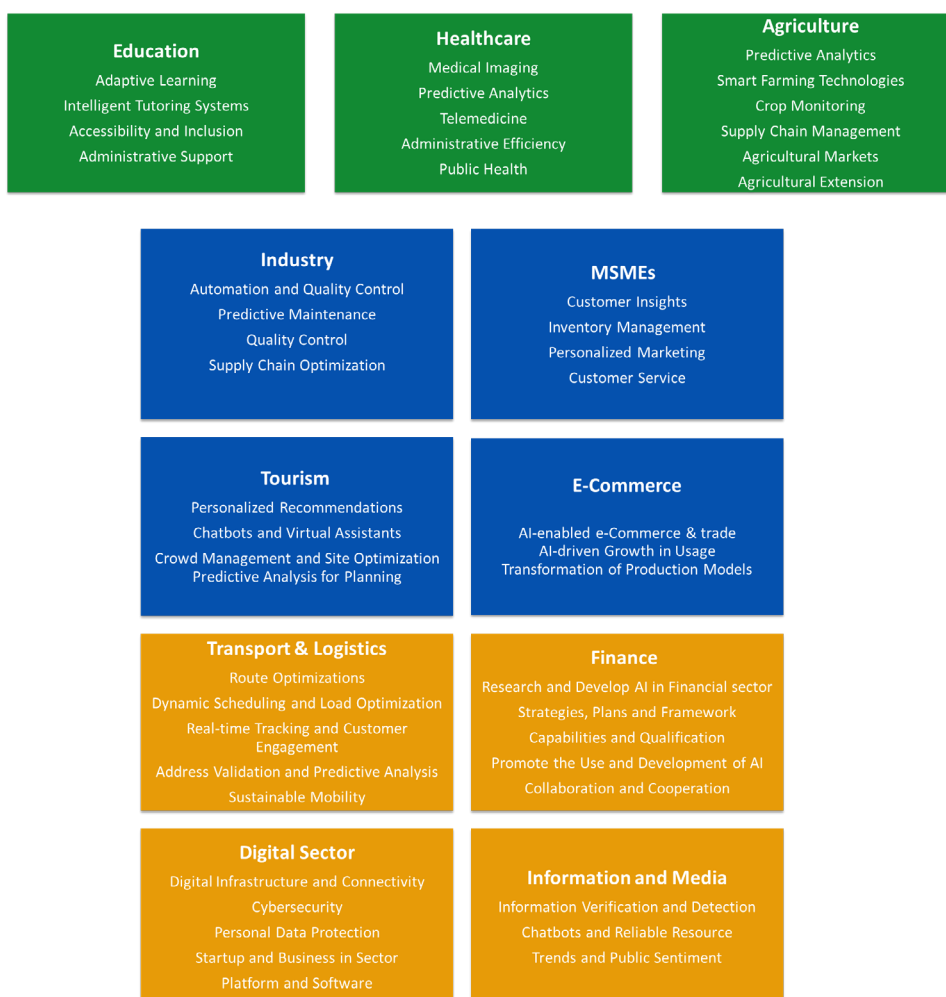 Education
Adaptive Learning
Intelligent Tutoring Systems
Accessibility and Inclusion
Administrative Support
Healthcare
Medical Imaging
Predictive Analytics
Telemedicine
Administrative Efficiency
Public Health
Agriculture
Predictive Analytics
Smart Farming Technologies
Crop Monitoring
Supply Chain Management
Agricultural Markets
Agricultural Extension
Industry
Automation and Quality Control
Predictive Maintenance
Quality Control
Supply Chain Optimization
MSMEs
Customer Insights
Inventory Management
Personalized Marketing
Customer Service
Tourism
Personalized Recommendations
Chatbots and Virtual Assistants
Crowd Management and Site Optimization
Predictive Analysis for Planning
E-Commerce
AI-enabled e-Commerce & trade
AI-driven Growth in Usage
Transformation of Production Models
Transport & Logistics
Route Optimizations
Dynamic Scheduling and Load Optimization
Real-time Tracking and Customer
Engagement
Address Validation and Predictive Analysis
Sustainable Mobility
Finance
Research and Develop AI in Financial sector
Strategies, Plans and Framework
Capabilities and Qualification
Promote the Use and Development of AI
Collaboration and Cooperation
Digital Sector
Digital Infrastructure and Connectivity
Cybersecurity
Personal Data Protection
Startup and Business in Sector
Platform and Software
Information and Media
Information Verification and Detection
Chatbots and Reliable Resource
Trends and Public Sentiment